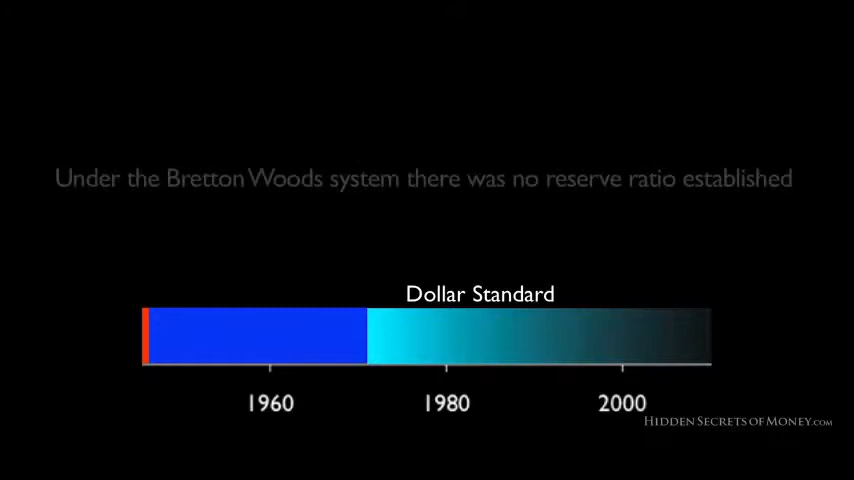 Under the Bretton Woods system there was no reserve ratio established
Dollar Standard
1960 1980 2000
HIDDEN SECRETS OF MONEY.COM